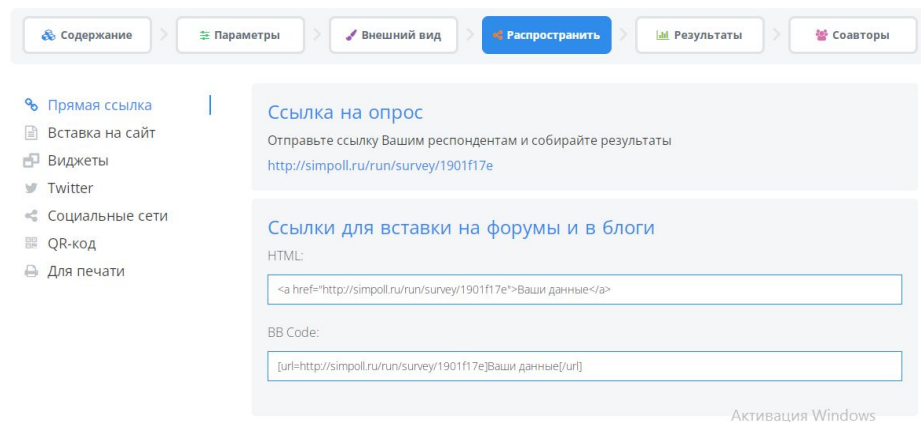 Содержание
Параметры
Внешний вид
Распространить
Результаты
Соавторы
Прямая ссылка
Вставка на сайт
Виджеты
Twitter
Социальные сети
QR-код
Для печати
Ссылка на опрос
Отправьте ссылку Вашим респондентам и собирайте результаты
http://simpoll.ru/run/survey/1901f17e
Ссылки для вставки на форумы и в блоги
HTML:
<a href="http://simpoll.ru/run/survey/1901f17e">Ваши данные</a>
BB Code:
[url=http://simpoll.ru/run/survey/1901f17e]Ваши данные[/url]
Активация Windows